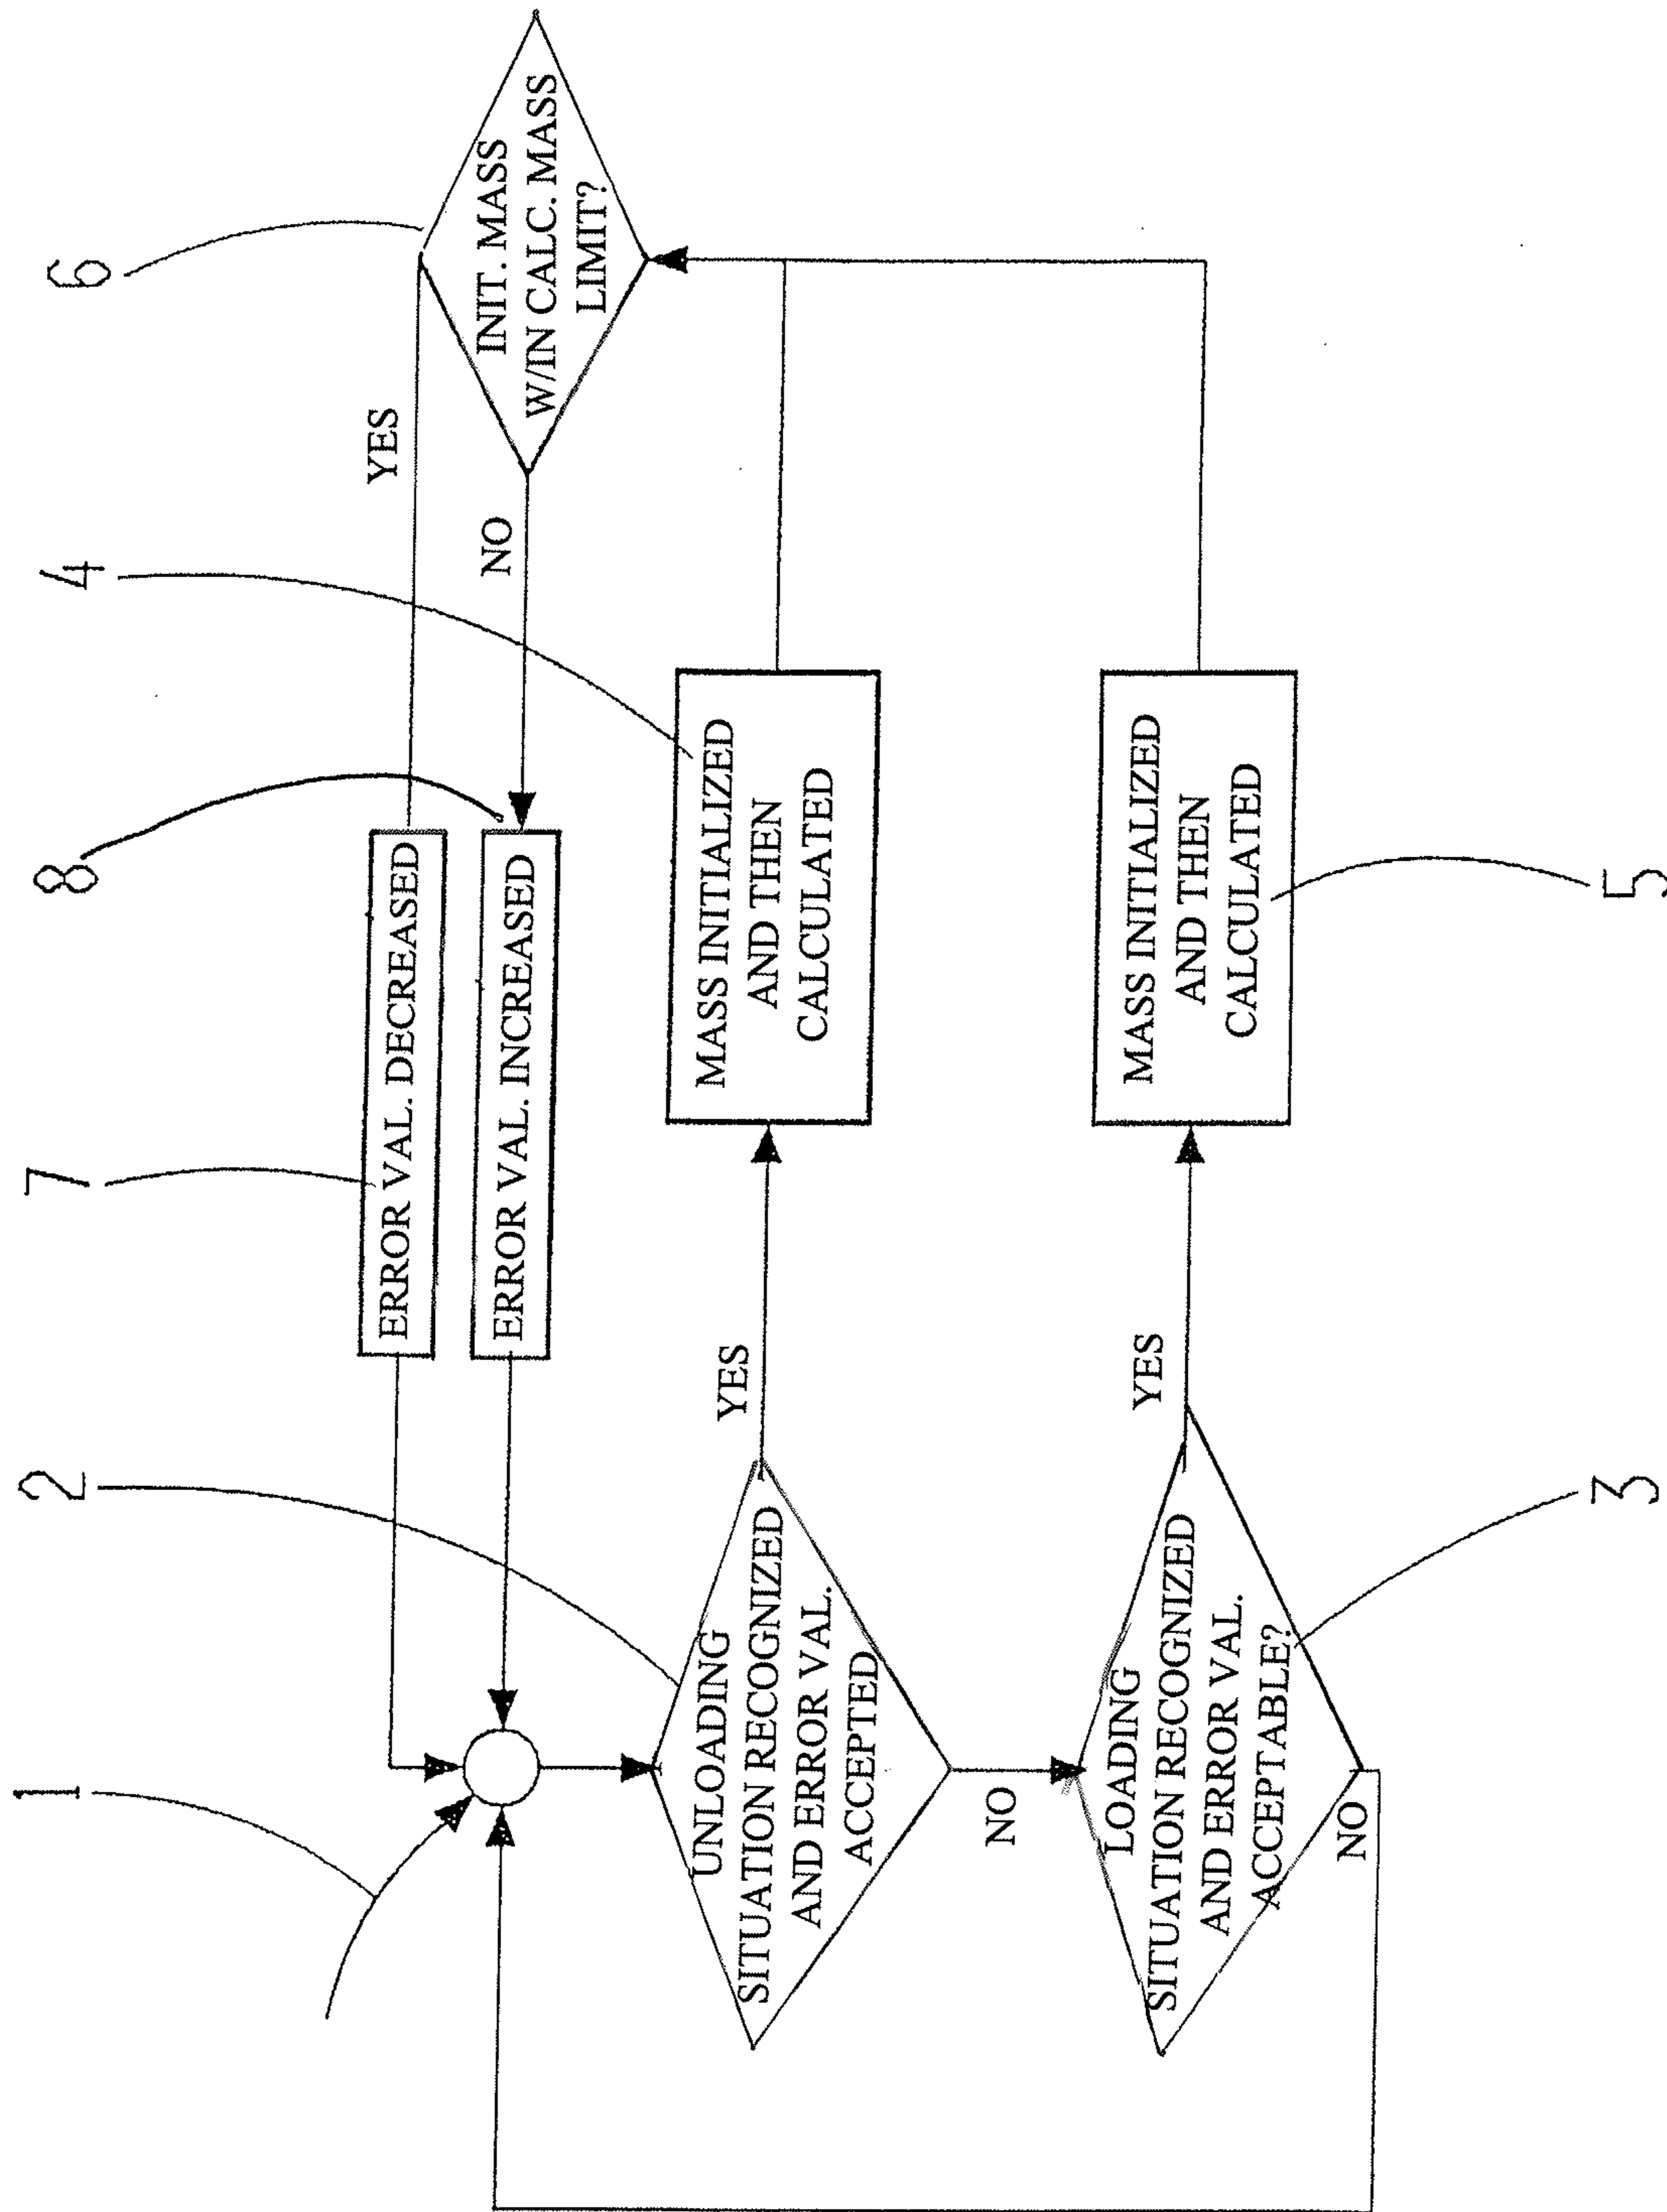 1
2
7
8
4
6
ERROR VAL. DECREASED
YES
ERROR VAL. INCREASED
NO
INIT. MASS
W/IN CALC. MASS
LIMIT?
UNLOADING
SITUATION RECOGNIZED
AND ERROR VAL.
ACCEPTED
YES
MASS INITIALIZED
AND THEN
CALCULATED
NO
LOADING
SITUATION RECOGNIZED
AND ERROR VAL.
ACCEPTABLE?
YES
MASS INITIALIZED
AND THEN
CALCULATED
NO
3
5